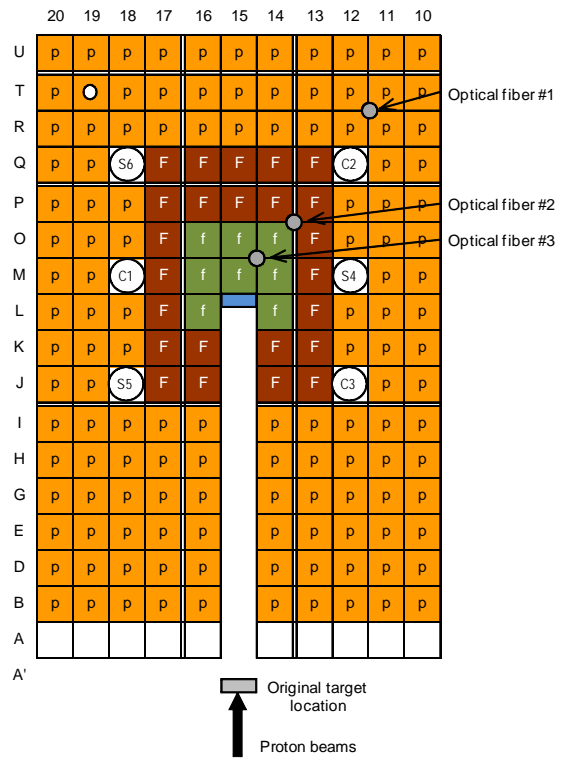 20 19 18 17 16 15 14 13 12 11 10
U p p p p p p p p p p p
T p p p p p p p p p p Optical fiber #1
R p p p p p p p p p p p
Q p p S6 F F F F F C2 p p
P p p p F F F F F p p p Optical fiber #2
O p p p F f f f F p p p Optical fiber #3
M p p C1 F f f f F S4 p p
L p p p F f f F p p p
K p p p F F F F p p p
J p p S5 F F F F C3 p p
I p p p p p p p p p p
H p p p p p p p p p p
G p p p p p p p p p p
E p p p p p p p p p p
D p p p p p p p p p p
B p p p p p p p p p p
A
A'
Original target
location
Proton beams